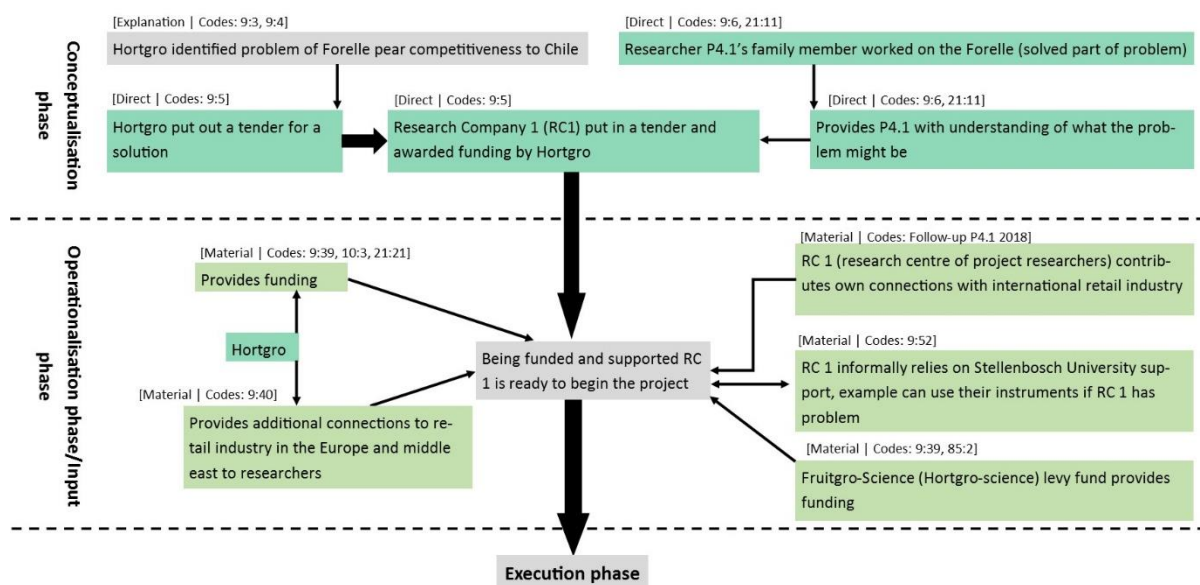 Conceptualisation
phase
[Explanation | Codes: 9:3, 9:4]
Hortgro identified problem of Forelle pear competitiveness to Chile
[Direct | Codes: 9:6, 21:11]
Researcher P4.1's family member worked on the Forelle (solved part of problem)
[Direct | Codes: 9:5]
Hortgro put out a tender for a
solution
[Direct | Codes: 9:5]
Research Company 1 (RC1) put in a tender and
awarded funding by Hortgro
[Direct | Codes: 9:6, 21:11]
Provides P4.1 with understanding of what the prob-
lem might be
Operationalisation phase/Input
phase
[Material | Codes: 9:39, 10:3, 21:21]
Provides funding
Hortgro
[Material | Codes: 9:40]
Provides additional connections to re-
tail industry in the Europe and middle
east to researchers
Being funded and supported RC
1 is ready to begin the project
[Material | Codes: Follow-up P4.1 2018]
RC 1 (research centre of project researchers) contrib-
utes own connections with international retail industry
[Material | Codes: 9:52]
RC 1 informally relies on Stellenbosch University sup-
port, example can use their instruments if RC 1 has
problem
[Material | Codes: 9:39, 85:2]
Fruitgro-Science (Hortgro-science) levy fund provides
funding
Execution phase